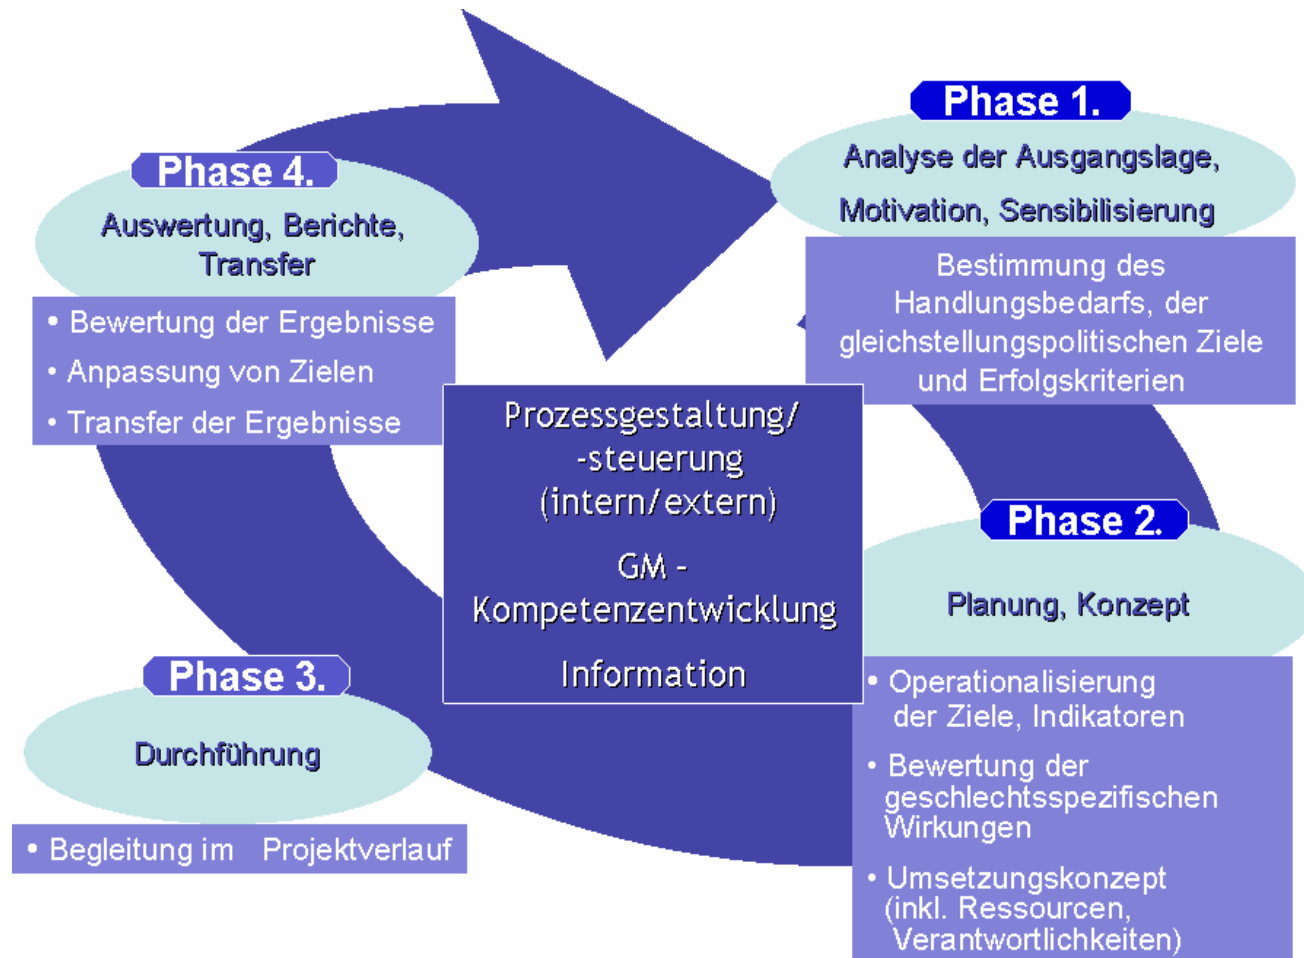 Phase 1.
Analyse der Ausgangslage,
Motivation, Sensibilisierung
Bestimmung des
Handlungsbedarfs, der
gleichstellungspolitischen Ziele
und Erfolgskriterien
Phase 2.
Planung, Konzept
• Operationalisierung
der Ziele, Indikatoren
• Bewertung der
geschlechtsspezifischen
Wirkungen
• Umsetzungskonzept
(inkl. Ressourcen,
Verantwortlichkeiten)
Phase 3.
Durchführung
• Begleitung im Projektverlauf
Phase 4.
Auswertung, Berichte,
Transfer
• Bewertung der Ergebnisse
• Anpassung von Zielen
• Transfer der Ergebnisse
Prozessgestaltung/
-steuerung
(intern/extern)
GM -
Kompetenzentwicklung
Information